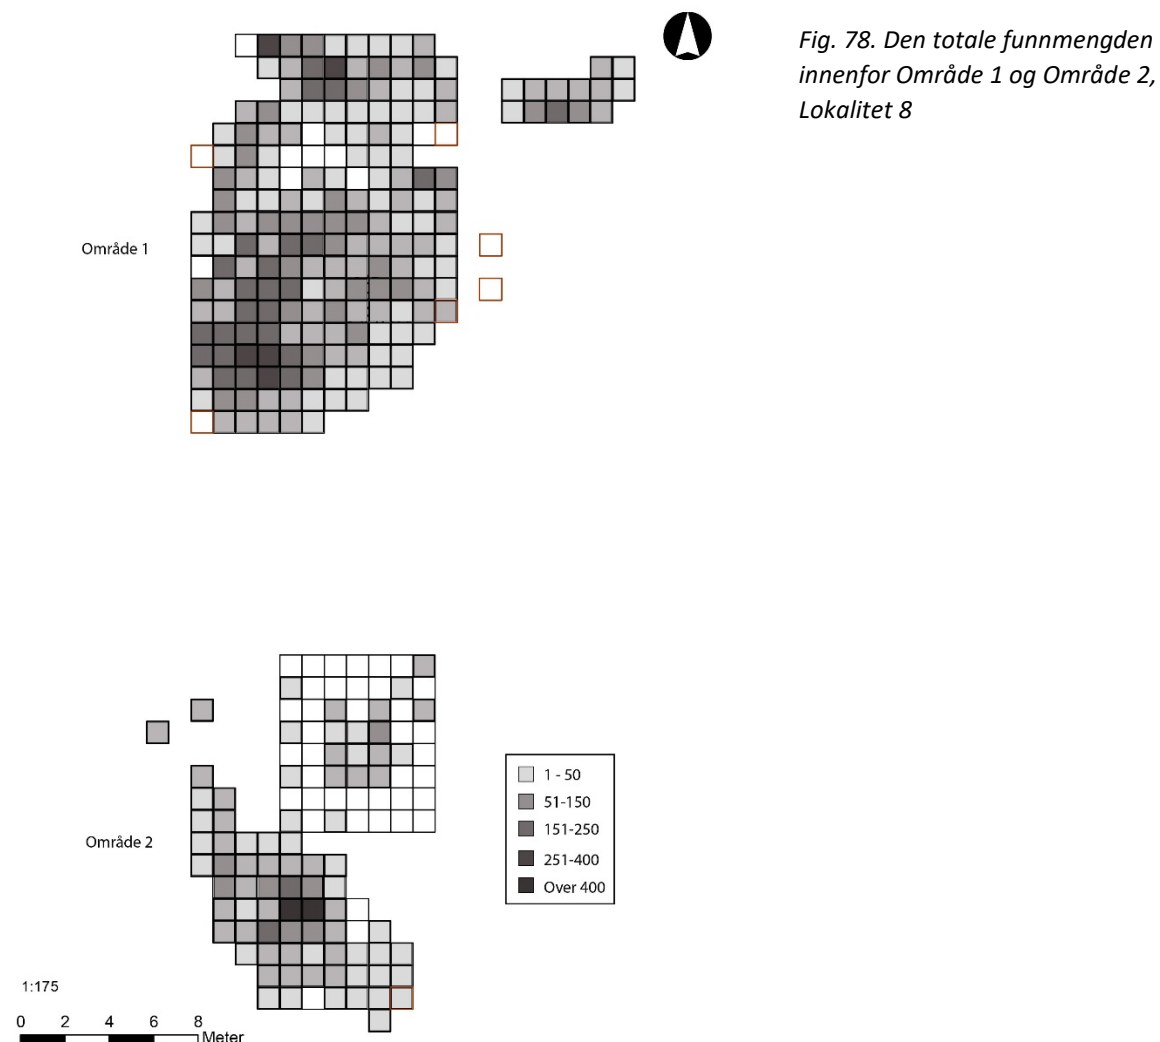 Fig. 78. Den totale funnmengden
innenfor Område 1 og Område 2,
Lokalitet 8
Område 1
Område 2
1 - 50
51-150
151-250
251-400
Over 400
1:175
0 2 4 6 8
Meter